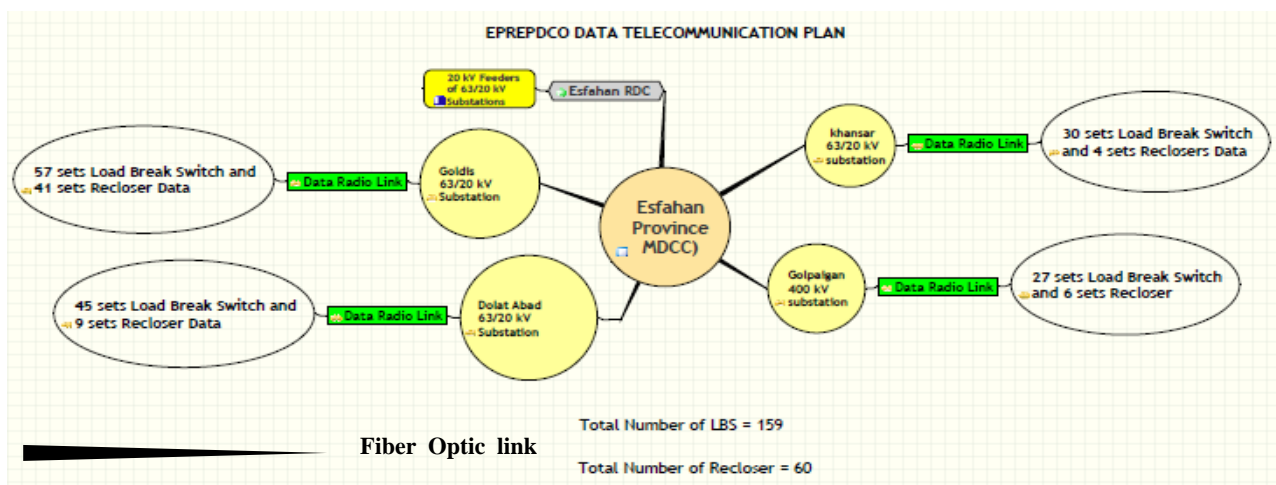 EPREPDCO DATA TELECOMMUNICATION PLAN
20 kV Feeders
of 63/20 kV
Substations
Esfahan RDC
57 sets Load Break Switch and
41 sets Recloser Data
Data Radio Link
Goldis
63/20 kV
Substation
Esfahan
Province
MDCC)
khansar
63/20 kV
substation
Data Radio Link
30 sets Load Break Switch
and 4 sets Reclosers Data
45 sets Load Break Switch and
9 sets Recloser Data
Data Radio Link
Dolat Abad
63/20 kV
Substation
Golpaigan
400 kV
substation
Data Radio Link
27 sets Load Break Switch
and 6 sets Recloser
Fiber Optic link
Total Number of LBS = 159
Total Number of Recloser = 60